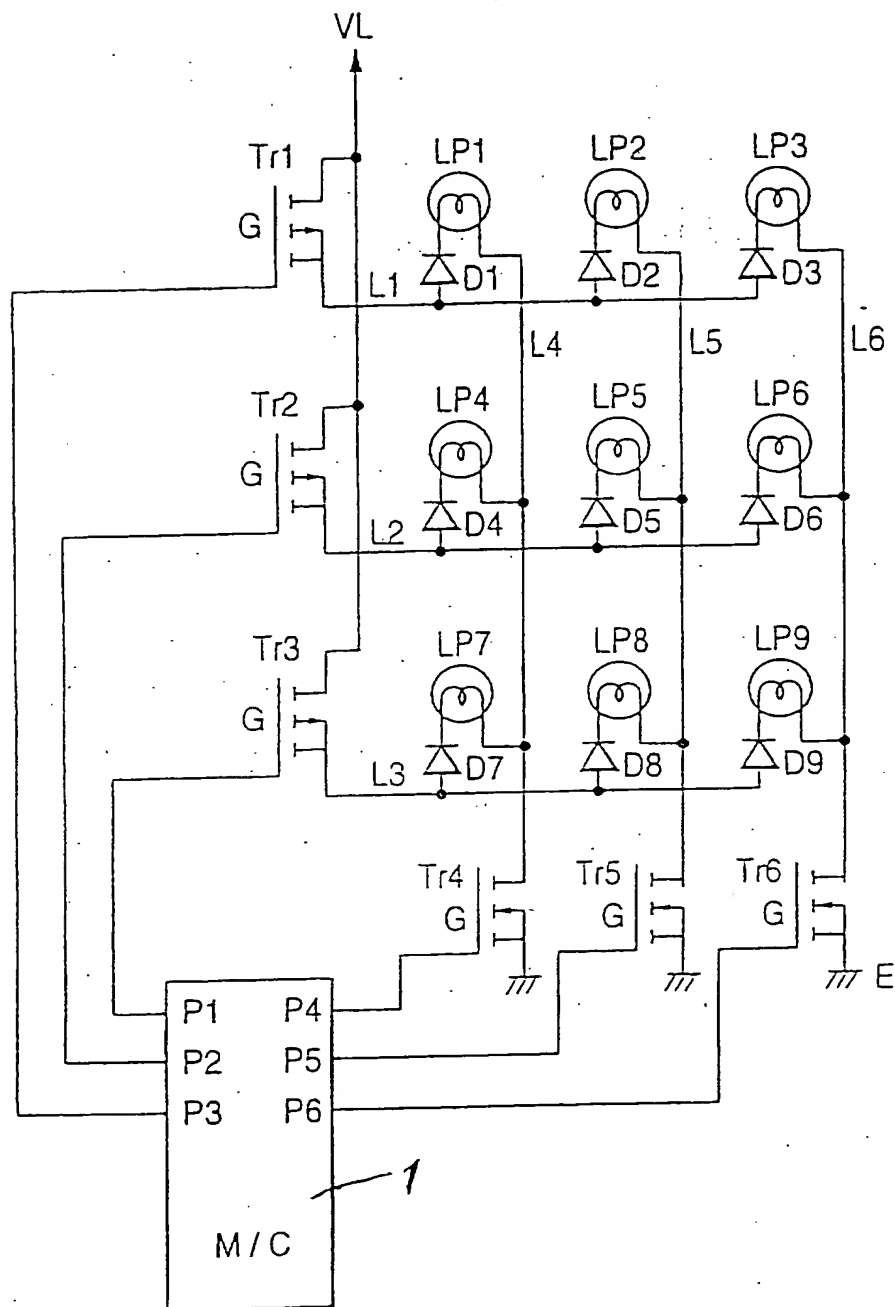 VL
Tr1 LP1 LP2 LP3
G
D1 D2 D3
L1
L4 L5 L6
Tr2 LP4 LP5 LP6
G
D4 D5 D6
L2
Tr3 LP7 LP8 LP9
G
D7 D8 D9
L3
Tr4 Tr5 Tr6
G G G
E
P1 P4
P2 P5
P3 P6
1
M / C